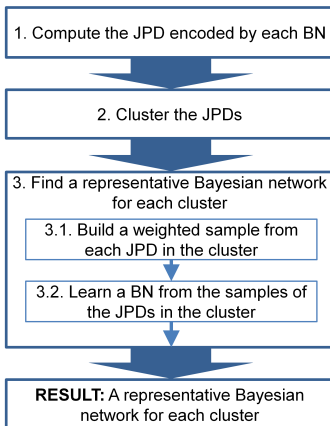 1. Compute the JPD encoded by each BN
2. Cluster the JPDs
3. Find a representative Bayesian network
for each cluster
3.1. Build a weighted sample from
each JPD in the cluster
3.2. Learn a BN from the samples of
the JPDs in the cluster
RESULT: A representative Bayesian
network for each cluster